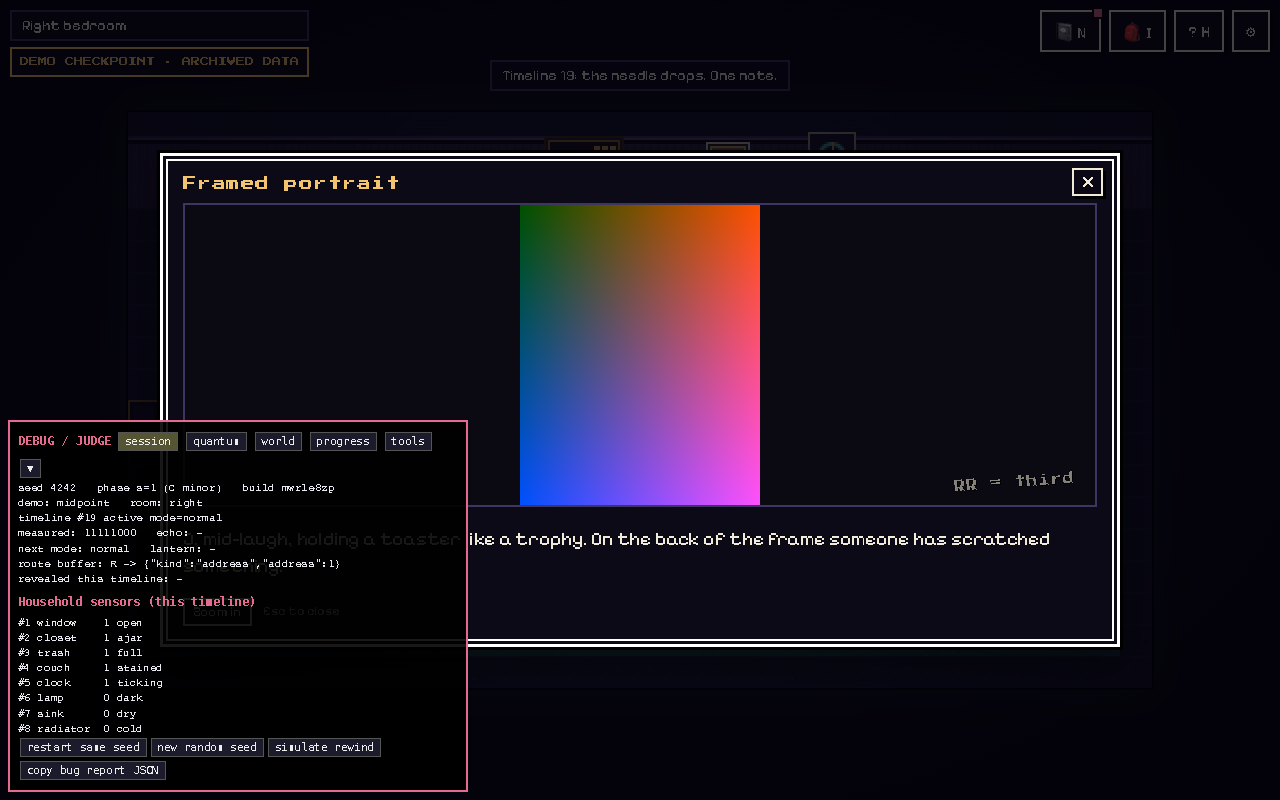 Right bedroom
DEMO CHECKPOINT · ARCHIVED DATA
N
I
? H
Timeline 19: the needle drops. One note.
Framed portrait
RR = third
mid-laugh, holding a toaster like a trophy. On the back of the frame someone has scratched
something.
Zoom in
Esc to close
DEBUG / JUDGE session quantum world progress tools
▼
seed 4242 phase s=1 (C minor) build mwrle8zp
demo: midpoint room: right
timeline #19 active mode=normal
measured: 11111000 echo: -
next mode: normal lantern: -
route buffer: R -> {"kind":"address","address":1}
revealed this timeline: -
Household sensors (this timeline)
#1 window 1 open
#2 closet 1 ajar
#3 trash 1 full
#4 couch 1 stained
#5 clock 1 ticking
#6 lamp 0 dark
#7 sink 0 dry
#8 radiator 0 cold
restart same seed new random seed simulate rewind
copy bug report JSON